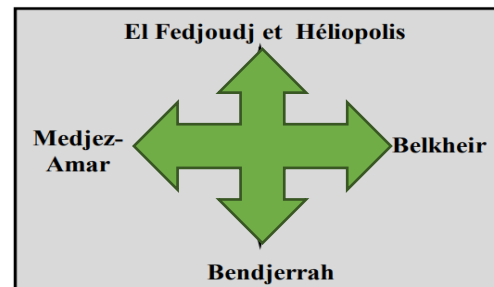 El Fedjoudj et Héliopolis
Medjez-
Amar
Belkheir
Bendjerrah